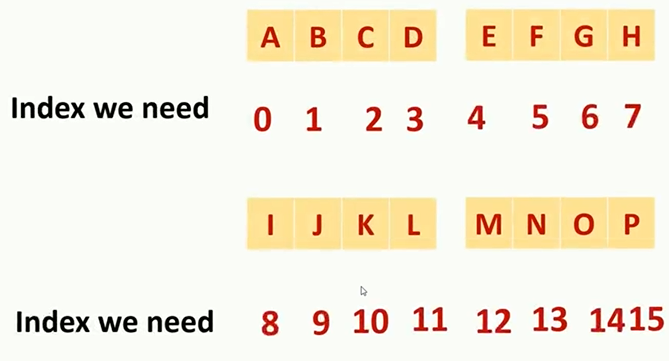 A B C D E F G H
Index we need 0 1 2 3 4 5 6 7
I J K L M N O P
Index we need 8 9 10 11 12 13 14 15